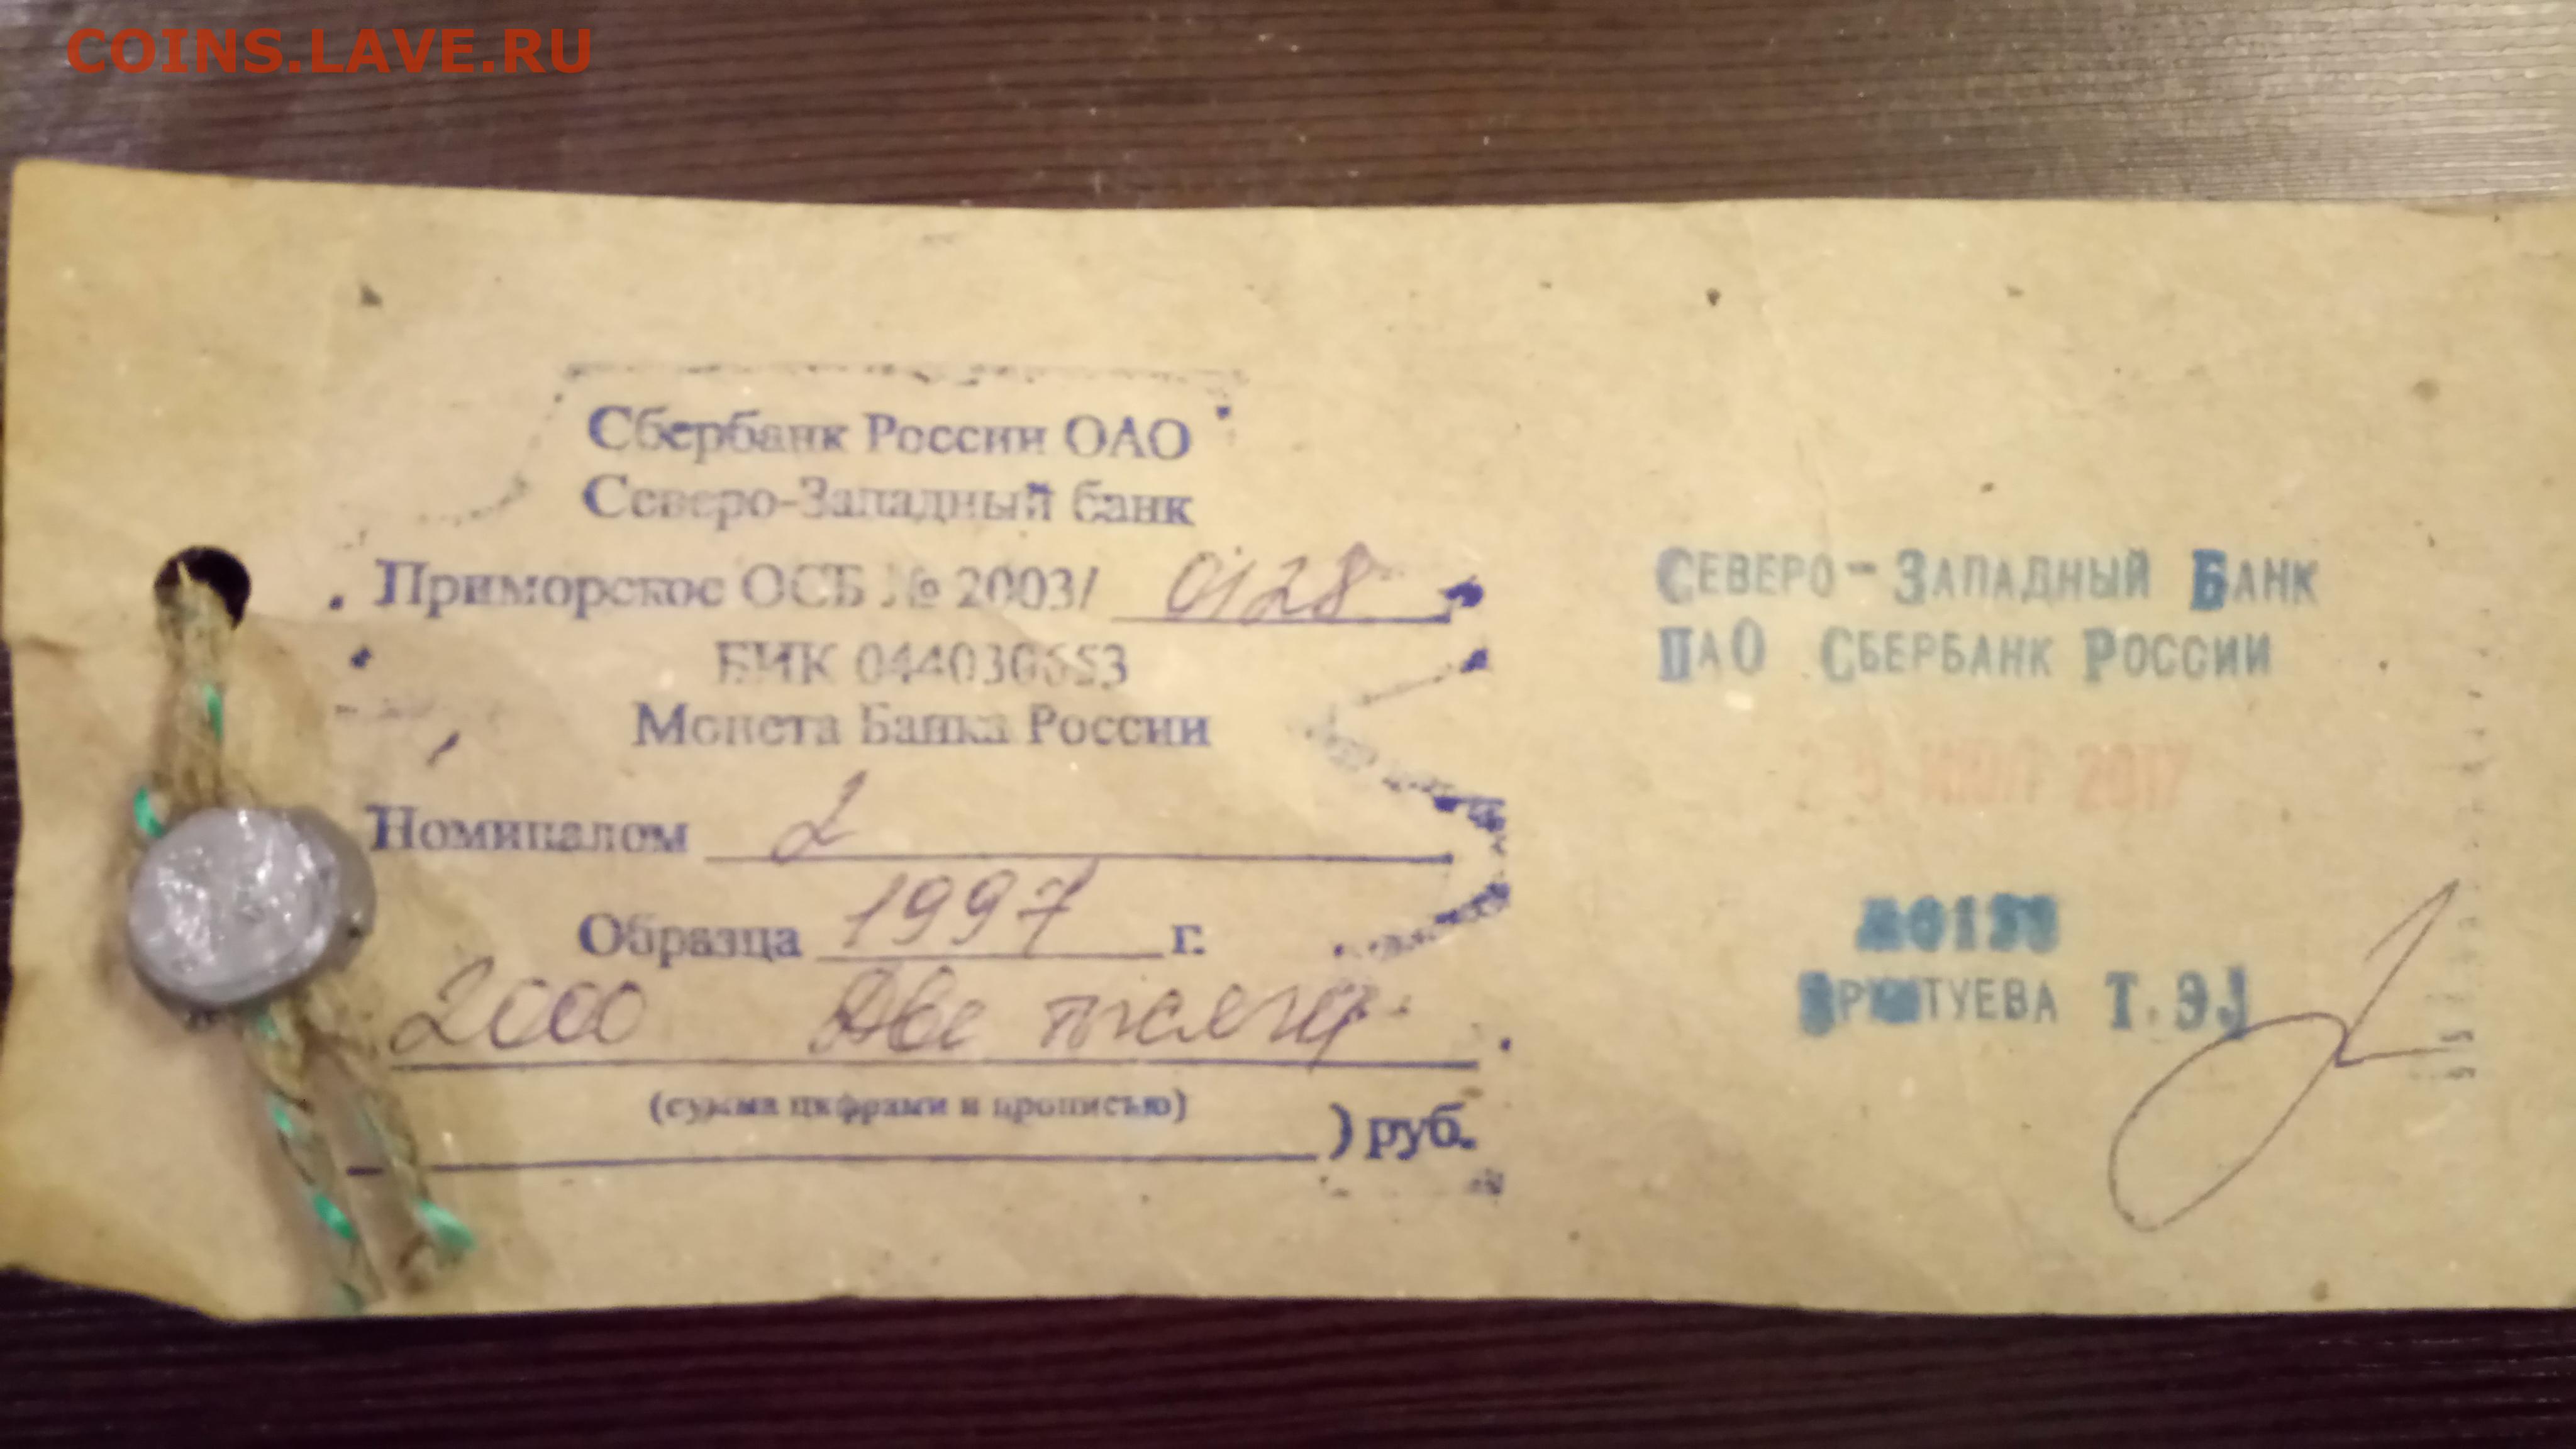 COINS.LAVE.RU
Сбербанк России ОАО
Северо-Западный банк
Приморское ОСБ № 2003/ 0128
БИК 044030653
Монета Банка России
Номиналом 2
Образца 1997 г.
2000 Две тысячи
(сумма цифрами и прописью)
) руб.
Северо-Западный Банк
ПАО Сбербанк России
Т.Э